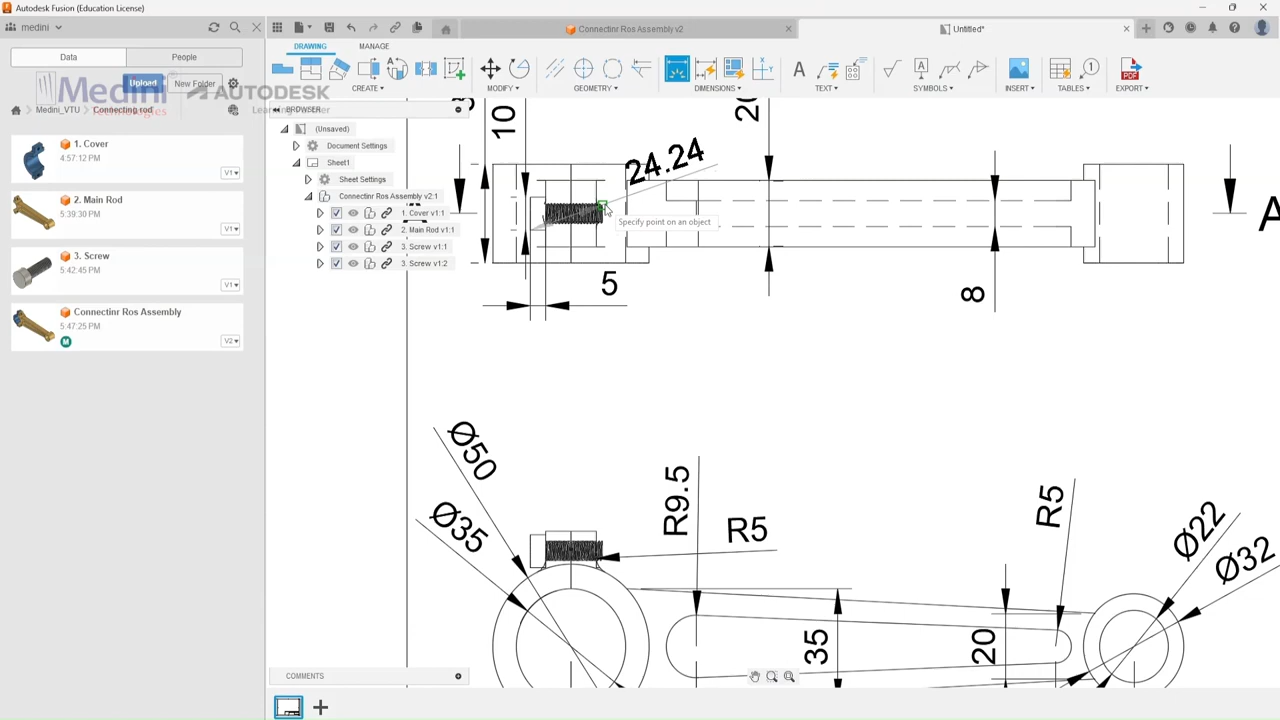 Autodesk Fusion (Education License)
medini
Connectinr Ros Assembly v2
Untitled*
Data
People
DRAWING
MANAGE
Upload
New Folder
Medini
AUTODESK
Technologies
CREATE
MODIFY
GEOMETRY
DIMENSIONS
TEXT
SYMBOLS
INSERT
TABLES
EXPORT
PDF
Medini_VTU
Connecting rod
BROWSER
(Unsaved)
Document Settings
Sheet1
Sheet Settings
Connectinr Ros Assembly v2:1
1. Cover v1:1
2. Main Rod v1:1
3. Screw v1:1
3. Screw v1:2
1. Cover
4:57:12 PM
V1
2. Main Rod
5:39:30 PM
V1
3. Screw
5:42:45 PM
V1
Connectinr Ros Assembly
5:47:25 PM
M
V2
10
24.24
20
Specify point on an object
5
8
A
Ø50
Ø35
R9.5
R5
R5
Ø22
Ø32
35
20
COMMENTS